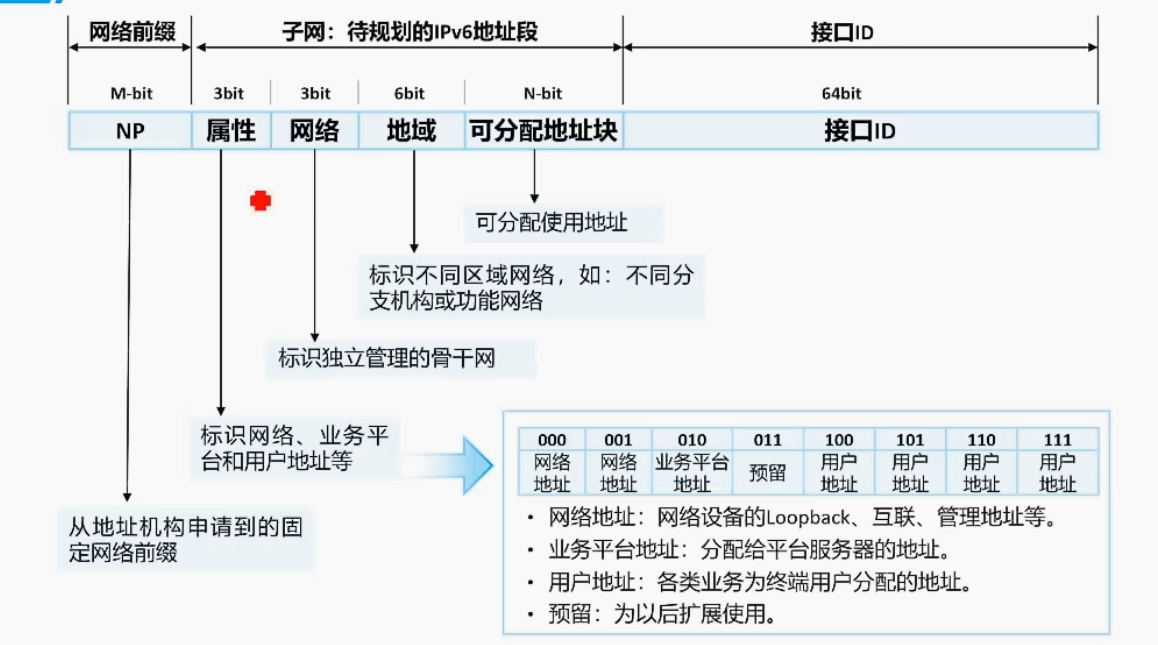 网络前缀
子网：待规划的IPv6地址段
接口ID
M-bit
3bit
3bit
6bit
N-bit
64bit
NP
属性
网络
地域
可分配地址块
接口ID
可分配使用地址
标识不同区域网络，如：不同分
支机构或功能网络
标识独立管理的骨干网
标识网络、业务平
台和用户地址等
从地址机构申请到的固
定网络前缀
000 001 010 011 100 101 110 111
网络 网络 业务平台 预留 用户 用户 用户 用户
地址 地址 地址 地址 地址 地址 地址
• 网络地址：网络设备的Loopback、互联、管理地址等。
• 业务平台地址：分配给平台服务器的地址。
• 用户地址：各类业务为终端用户分配的地址。
• 预留：为以后扩展使用。